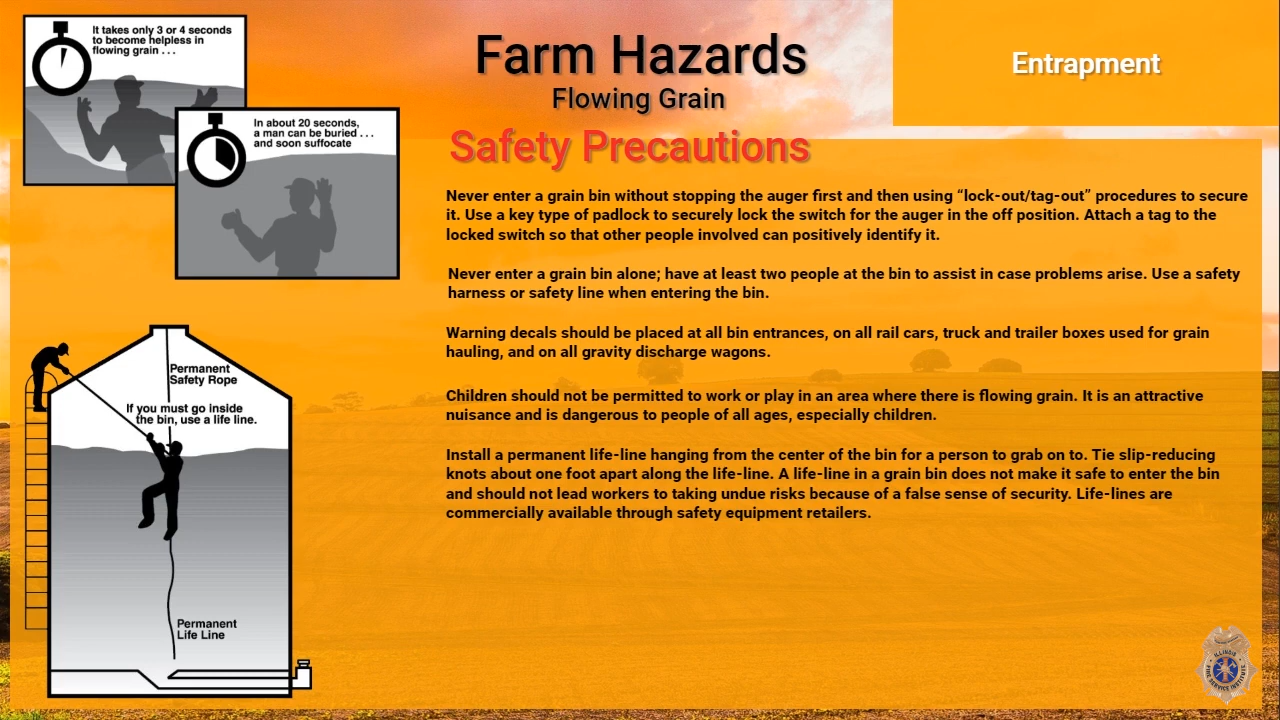 It takes only 3 or 4 seconds
to become helpless in
flowing grain . . .
In about 20 seconds,
a man can be buried . . .
and soon suffocate
Farm Hazards
Flowing Grain
Entrapment
Safety Precautions
Never enter a grain bin without stopping the auger first and then using “lock-out/tag-out” procedures to secure
it. Use a key type of padlock to securely lock the switch for the auger in the off position. Attach a tag to the
locked switch so that other people involved can positively identify it.
Never enter a grain bin alone; have at least two people at the bin to assist in case problems arise. Use a safety
harness or safety line when entering the bin.
Warning decals should be placed at all bin entrances, on all rail cars, truck and trailer boxes used for grain
hauling, and on all gravity discharge wagons.
Children should not be permitted to work or play in an area where there is flowing grain. It is an attractive
nuisance and is dangerous to people of all ages, especially children.
Install a permanent life-line hanging from the center of the bin for a person to grab on to. Tie slip-reducing
knots about one foot apart along the life-line. A life-line in a grain bin does not make it safe to enter the bin
and should not lead workers to taking undue risks because of a false sense of security. Life-lines are
commercially available through safety equipment retailers.
Permanent
Safety Rope
If you must go inside
the bin, use a life line.
Permanent
Life Line
ILLINOIS
FIRE SERVICE INSTITUTE